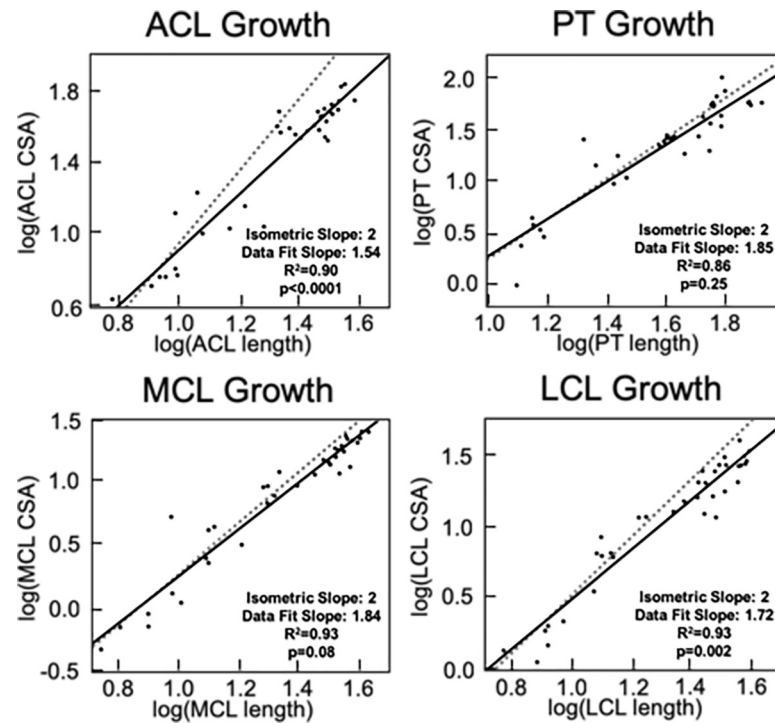 ACL Growth
PT Growth
log(ACL CSA)
1.8
1.4
1.0
0.6
0.8
1.0
1.2
1.4
1.6
log(ACL length)
Isometric Slope: 2
Data Fit Slope: 1.54
R²=0.90
p<0.0001
log(PT CSA)
2.0
1.5
1.0
0.5
0.0
1.0
1.2
1.4
1.6
1.8
log(PT length)
Isometric Slope: 2
Data Fit Slope: 1.85
R²=0.86
p=0.25
MCL Growth
LCL Growth
log(MCL CSA)
1.5
1.0
0.5
0.0
-0.5
0.8
1.0
1.2
1.4
1.6
log(MCL length)
Isometric Slope: 2
Data Fit Slope: 1.84
R²=0.93
p=0.08
log(LCL CSA)
1.5
1.0
0.5
0.0
0.8
1.0
1.2
1.4
1.6
log(LCL length)
Isometric Slope: 2
Data Fit Slope: 1.72
R²=0.93
p=0.002